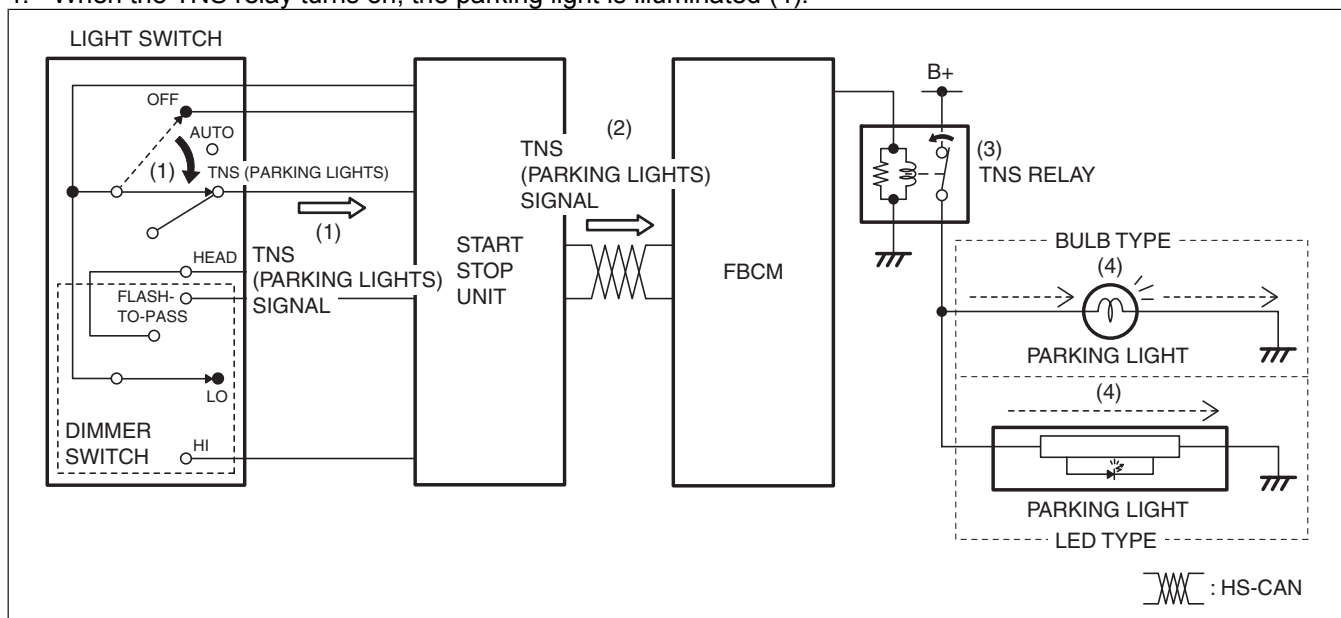 4. When the TNS relay turns on, the parking light is illuminated (4).
LIGHT SWITCH
OFF
AUTO
(1)
TNS (PARKING LIGHTS)
(1)
HEAD
TNS
(PARKING LIGHTS)
SIGNAL
FLASH-
TO-PASS
LO
DIMMER
SWITCH
HI
START
STOP
UNIT
(2)
TNS
(PARKING LIGHTS)
SIGNAL
FBCM
B+
(3)
TNS RELAY
BULB TYPE
(4)
PARKING LIGHT
(4)
PARKING LIGHT
LED TYPE
: HS-CAN